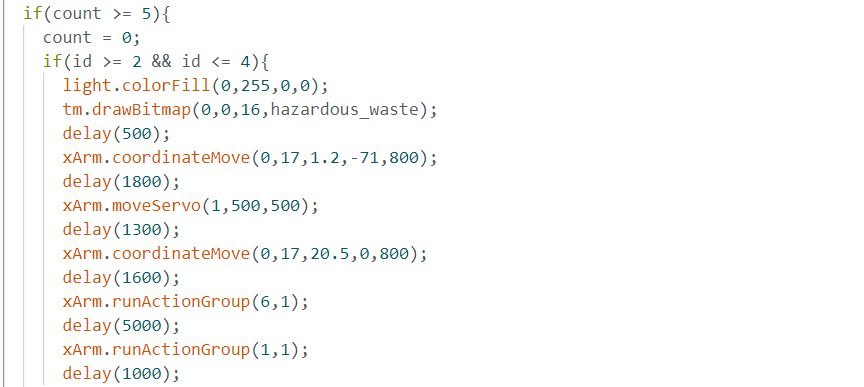 if(count >= 5){
count = 0;
if(id >= 2 && id <= 4){
light.colorFill(0,255,0,0);
tm.drawBitmap(0,0,16,hazardous_waste);
delay(500);
xArm.coordinateMove(0,17,1.2,-71,800);
delay(1800);
xArm.moveServo(1,500,500);
delay(1300);
xArm.coordinateMove(0,17,20.5,0,800);
delay(1600);
xArm.runActionGroup(6,1);
delay(5000);
xArm.runActionGroup(1,1);
delay(1000);